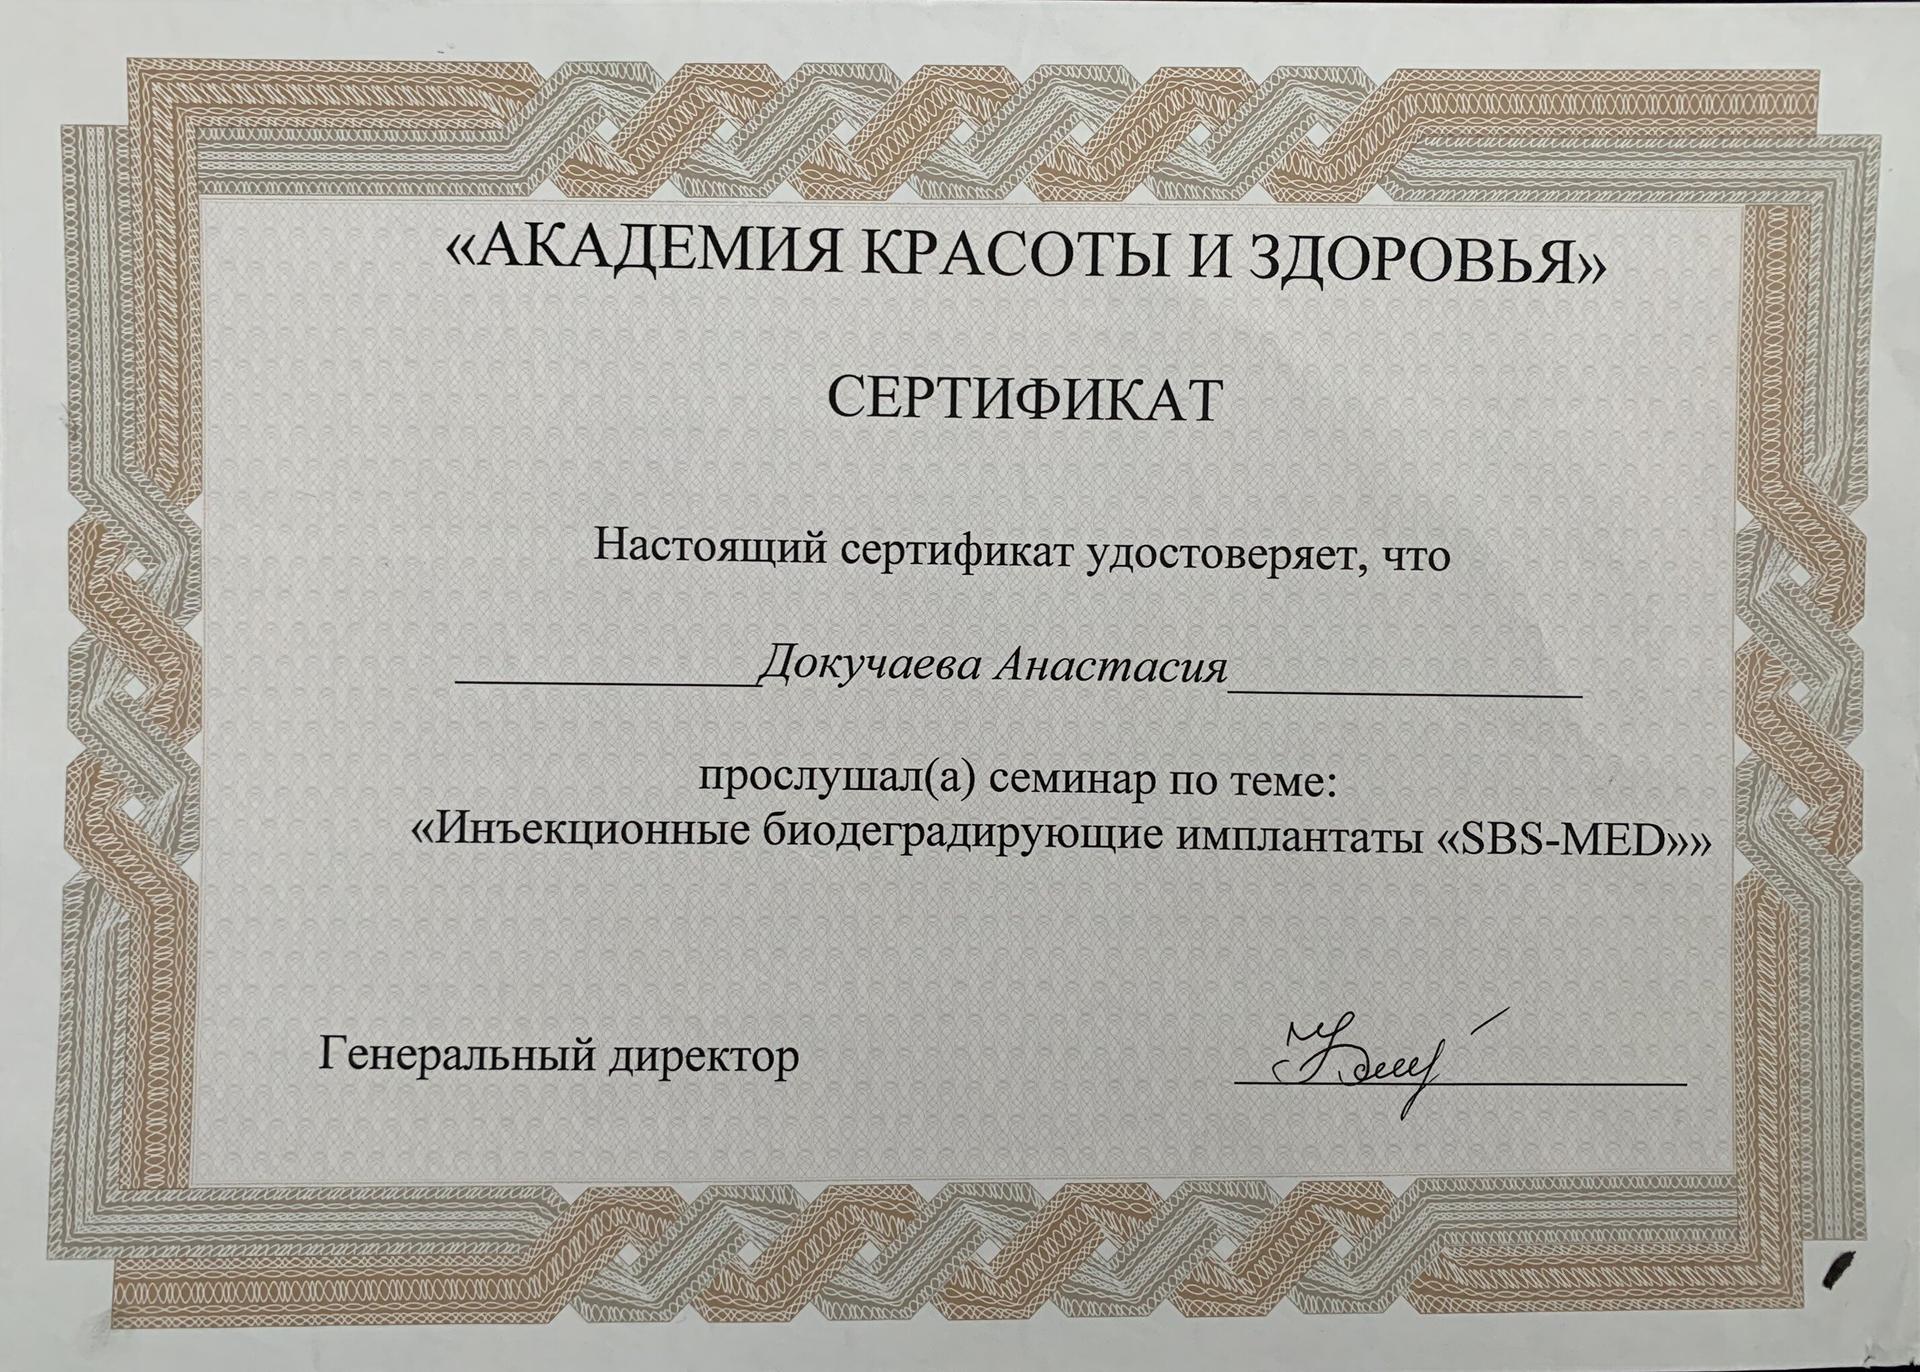 «АКАДЕМИЯ КРАСОТЫ И ЗДОРОВЬЯ»
СЕРТИФИКАТ
Настоящий сертификат удостоверяет, что
Докучаева Анастасия
прослушал(а) семинар по теме:
«Инъекционные биодеградирующие имплантаты «SBS-MED»»
Генеральный директор